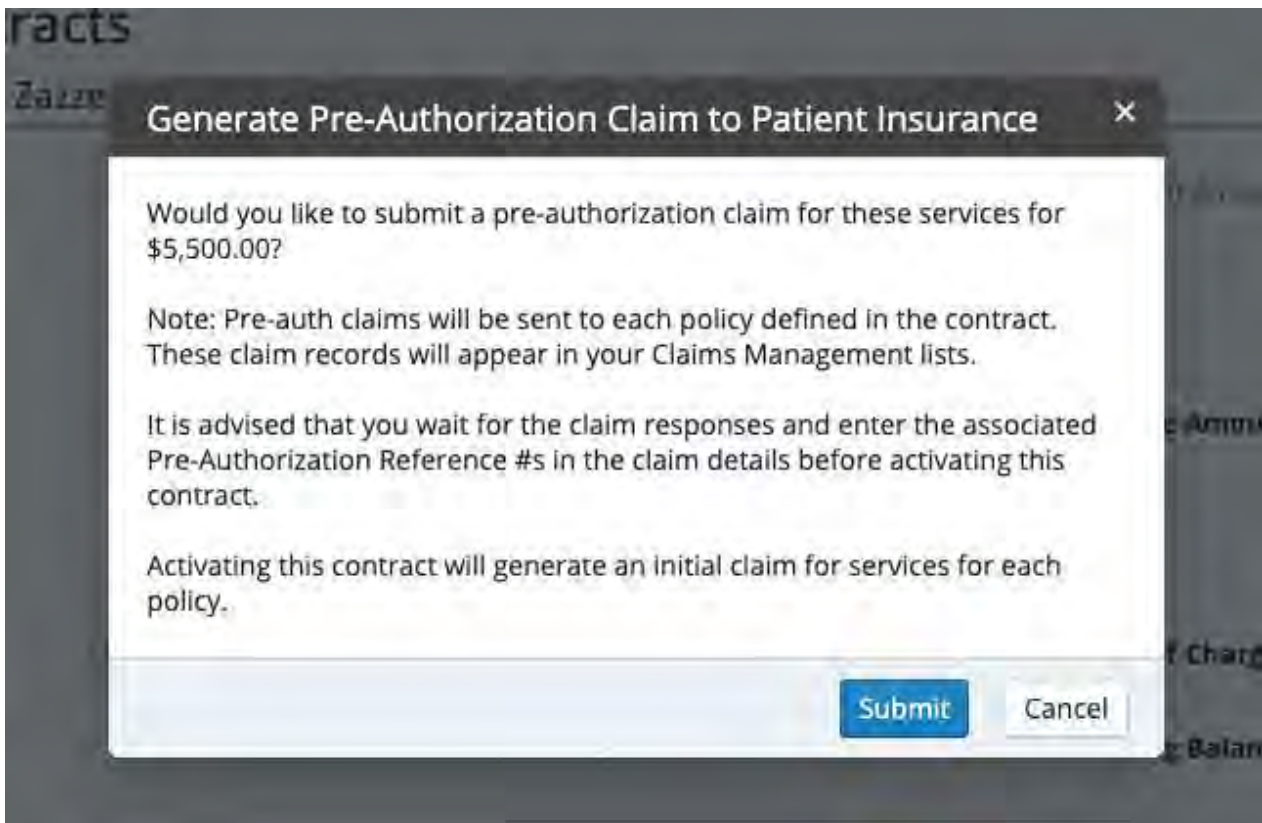 racts
Zazze
Generate Pre-Authorization Claim to Patient Insurance ×
Would you like to submit a pre-authorization claim for these services for
$5,500.00?
Note: Pre-auth claims will be sent to each policy defined in the contract.
These claim records will appear in your Claims Management lists.
It is advised that you wait for the claim responses and enter the associated
Pre-Authorization Reference #s in the claim details before activating this
contract.
Activating this contract will generate an initial claim for services for each
policy.
f Charg
Submit Cancel
g Balan